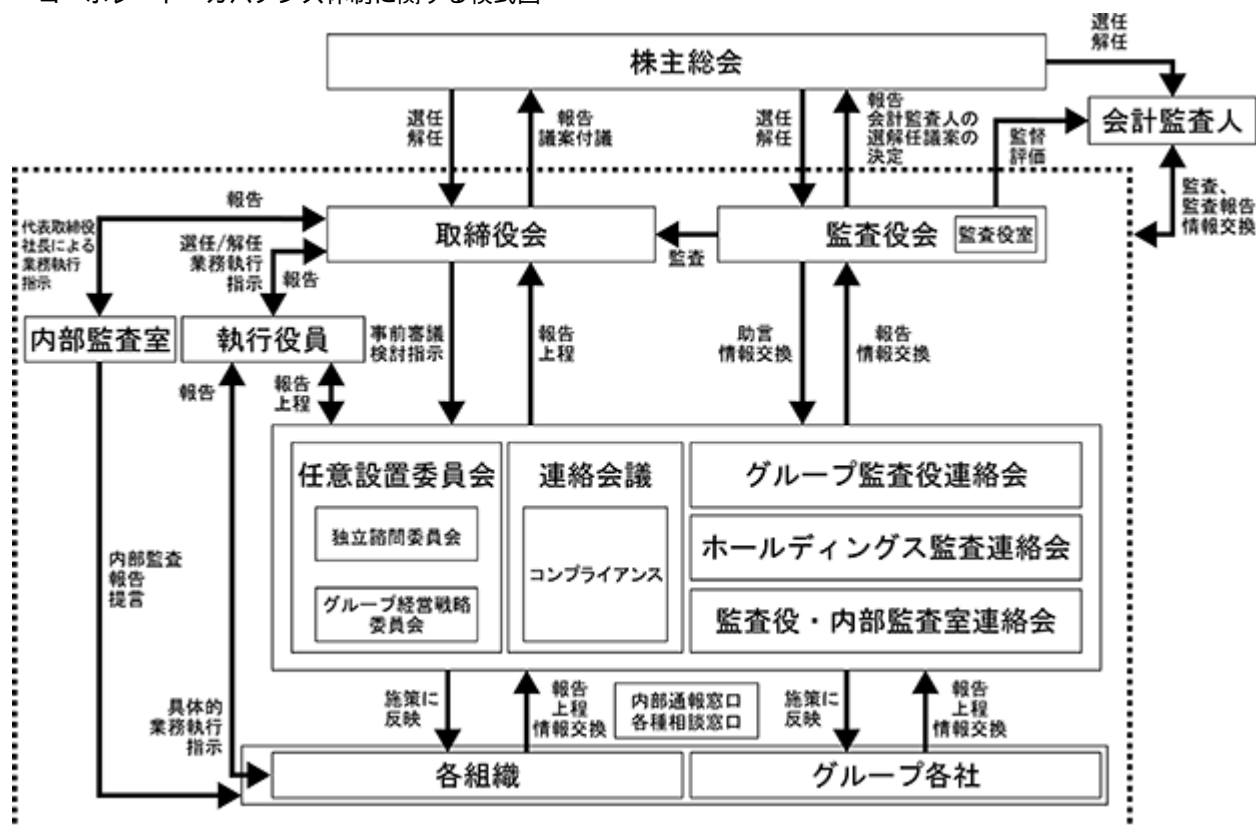 コーポレート・ガバナンス体制に関する模式図
選任
解任
株主総会
会計監査人
選任
解任
報告
議案付議
選任
解任
報告
会計監査人の
選解任議案の
決定
監督
評価
監査、
監査報告
情報交換
報告
代表取締役
社長による
業務執行
指示
取締役会
監査
監査役会
監査役室
選任/解任
業務執行
指示
報告
内部監査室
執行役員
事前審議
検討指示
報告
上程
助言
情報交換
報告
情報交換
報告
報告
上程
任意設置委員会
独立諮問委員会
グループ経営戦略
委員会
連絡会議
コンプライアンス
グループ監査役連絡会
ホールディングス監査連絡会
監査役・内部監査室連絡会
内部監査
報告
提言
具体的
業務執行
指示
施策に
反映
報告
上程
情報交換
内部通報窓口
各種相談窓口
施策に
反映
報告
上程
情報交換
各組織
グループ各社